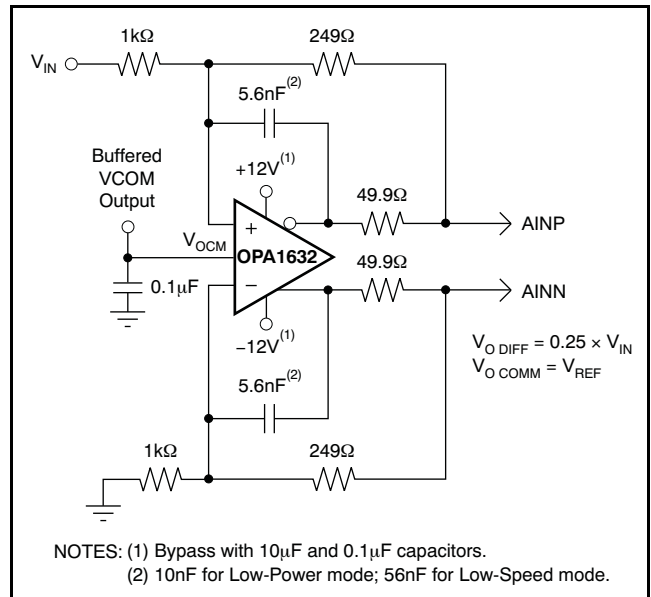 1kΩ
249Ω
V_IN
5.6nF(2)
Buffered
VCOM
Output
+12V(1)
49.9Ω
AINP
V_OCM
+
OPA1632
−
49.9Ω
0.1µF
AINN
−12V(1)
V_O DIFF = 0.25 × V_IN
V_O COMM = V_REF
5.6nF(2)
1kΩ
249Ω
NOTES: (1) Bypass with 10µF and 0.1µF capacitors.
(2) 10nF for Low-Power mode; 56nF for Low-Speed mode.